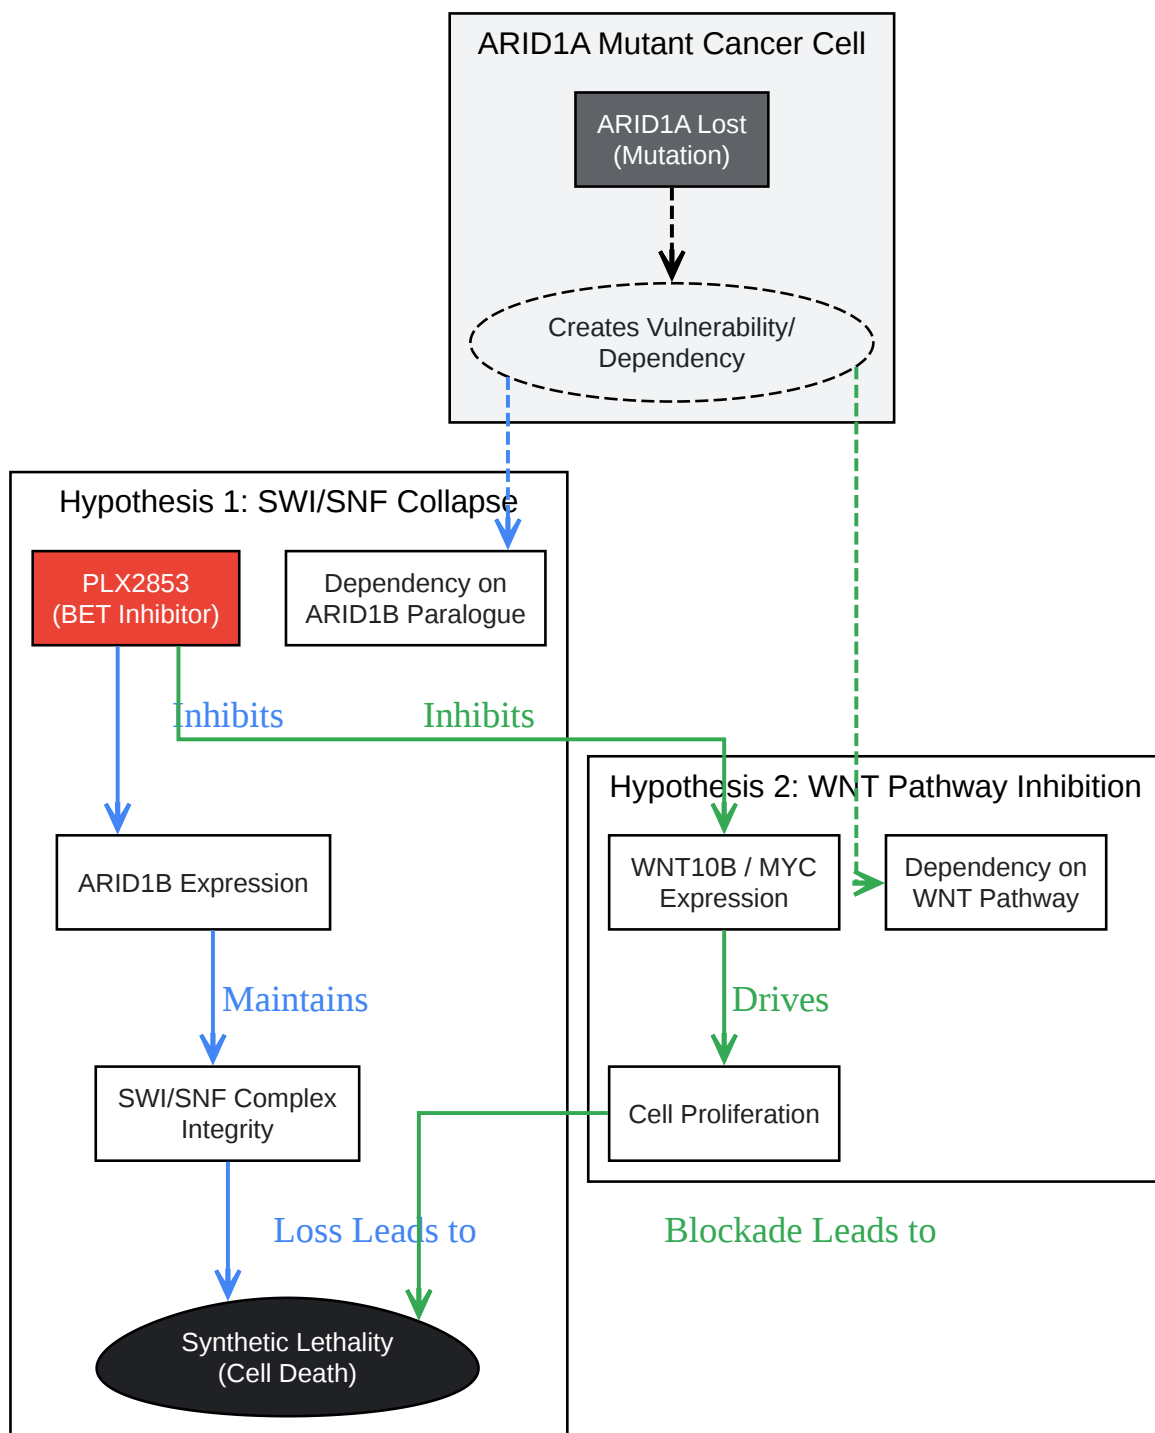 ARID1A Mutant Cancer Cell
ARID1A Lost
(Mutation)
Creates Vulnerability/
Dependency
Hypothesis 1: SWI/SNF Collapse
PLX2853
(BET Inhibitor)
Dependency on
ARID1B Paralogue
Inhibits
Inhibits
Hypothesis 2: WNT Pathway Inhibition
ARID1B Expression
WNT10B / MYC
Expression
Dependency on
WNT Pathway
Maintains
Drives
SWI/SNF Complex
Integrity
Cell Proliferation
Loss Leads to
Blockade Leads to
Synthetic Lethality
(Cell Death)